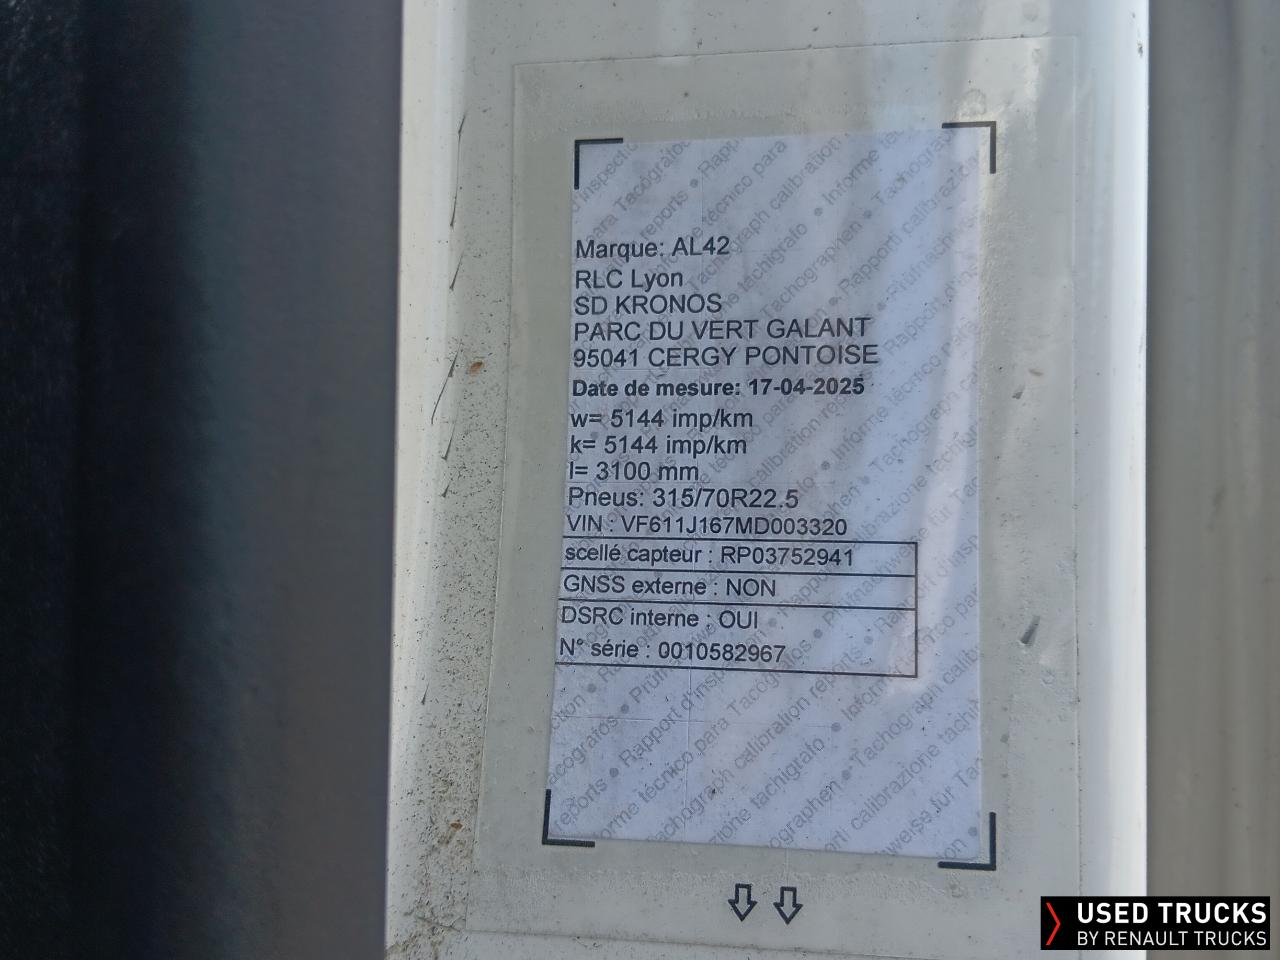 Marque: AL42
RLC Lyon
SD KRONOS
PARC DU VERT GALANT
95041 CERGY PONTOISE
Date de mesure: 17-04-2025
w= 5144 imp/km
k= 5144 imp/km
l= 3100 mm
Pneus: 315/70R22.5
VIN : VF611J167MD003320
scellé capteur : RP03752941
GNSS externe : NON
DSRC interne : OUI
N° série : 0010582967
USED TRUCKS
BY RENAULT TRUCKS